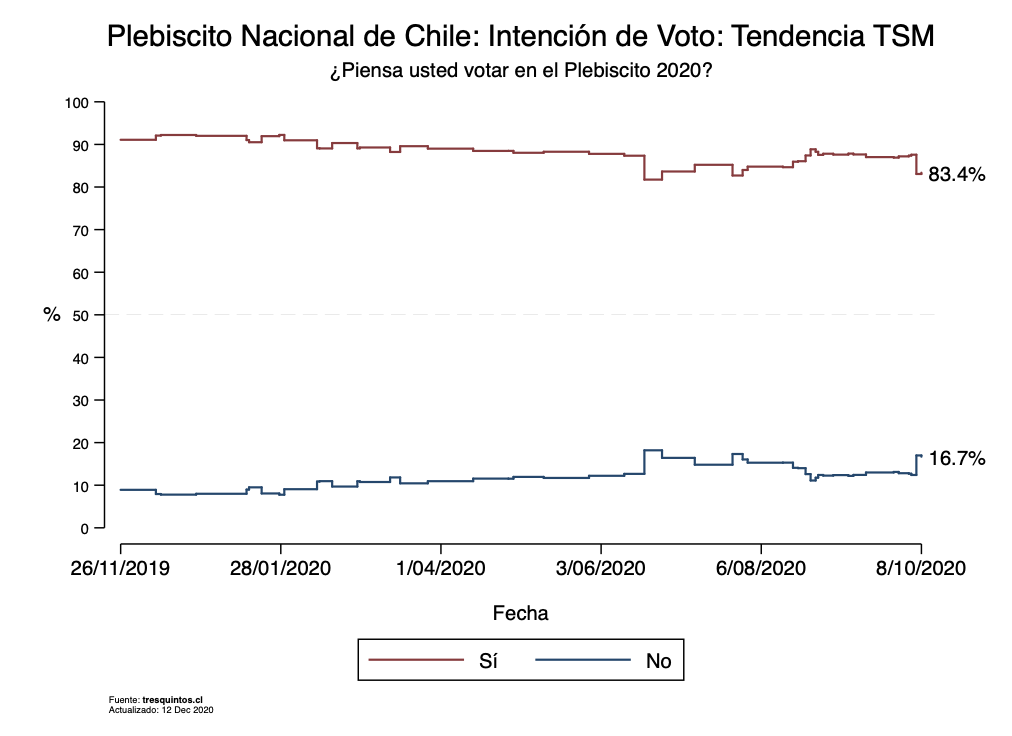 Plebiscito Nacional de Chile: Intención de Voto: Tendencia TSM
¿Piensa usted votar en el Plebiscito 2020?
100
90
80
70
60
% 50
40
30
20
10
0
83.4%
16.7%
26/11/2019 28/01/2020 1/04/2020 3/06/2020 6/08/2020 8/10/2020
Fecha
Sí No
Fuente: tresquintos.cl
Actualizado: 12 Dec 2020